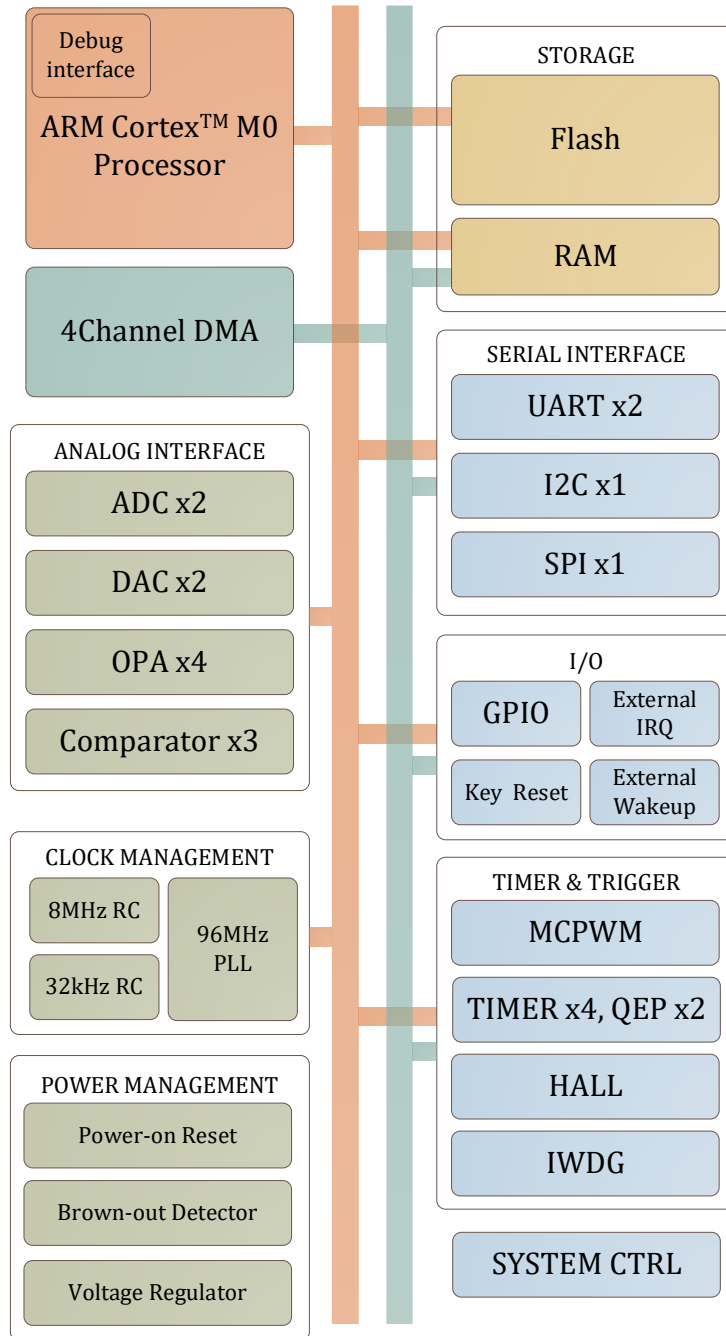 Debug
interface
ARM Cortex™ M0
Processor
4Channel DMA
ANALOG INTERFACE
ADC x2
DAC x2
OPA x4
Comparator x3
CLOCK MANAGEMENT
8MHz RC
32kHz RC
96MHz
PLL
POWER MANAGEMENT
Power-on Reset
Brown-out Detector
Voltage Regulator
STORAGE
Flash
RAM
SERIAL INTERFACE
UART x2
I2C x1
SPI x1
I/O
GPIO
External
IRQ
Key Reset
External
Wakeup
TIMER & TRIGGER
MCPWM
TIMER x4, QEP x2
HALL
IWDG
SYSTEM CTRL